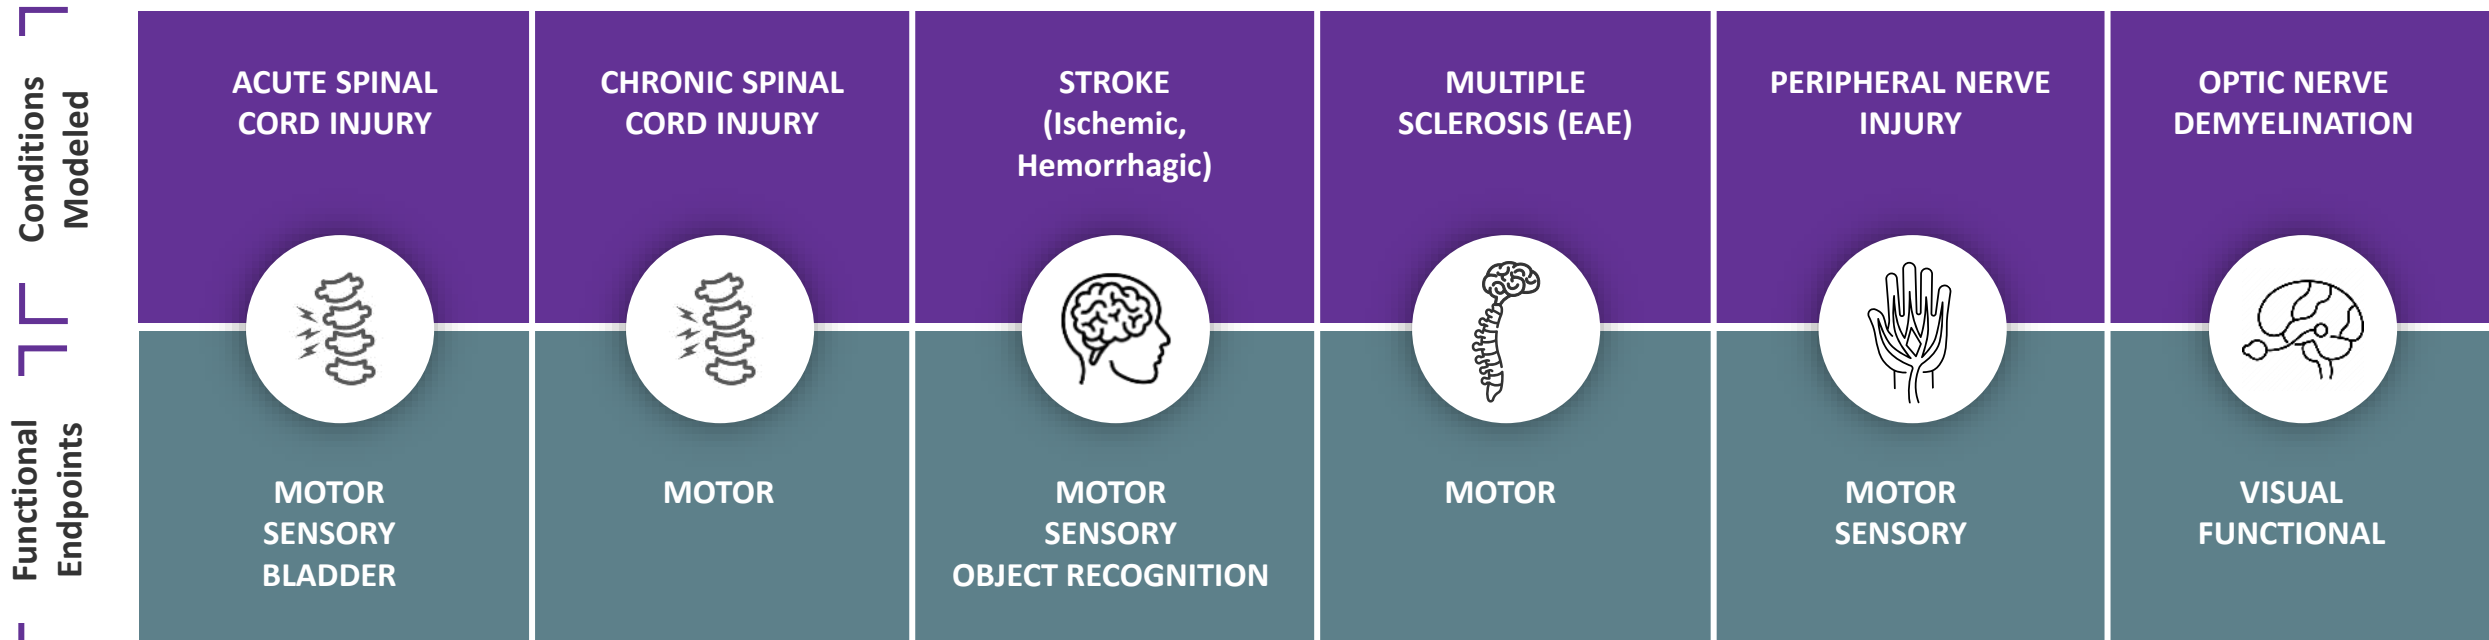 Conditions
Modeled
ACUTE SPINAL
CORD INJURY
CHRONIC SPINAL
CORD INJURY
STROKE
(Ischemic,
Hemorrhagic)
MULTIPLE
SCLEROSIS (EAE)
PERIPHERAL NERVE
INJURY
OPTIC NERVE
DEMYELINATION
Functional
Endpoints
MOTOR
SENSORY
BLADDER
MOTOR
MOTOR
SENSORY
OBJECT RECOGNITION
MOTOR
MOTOR
SENSORY
VISUAL
FUNCTIONAL